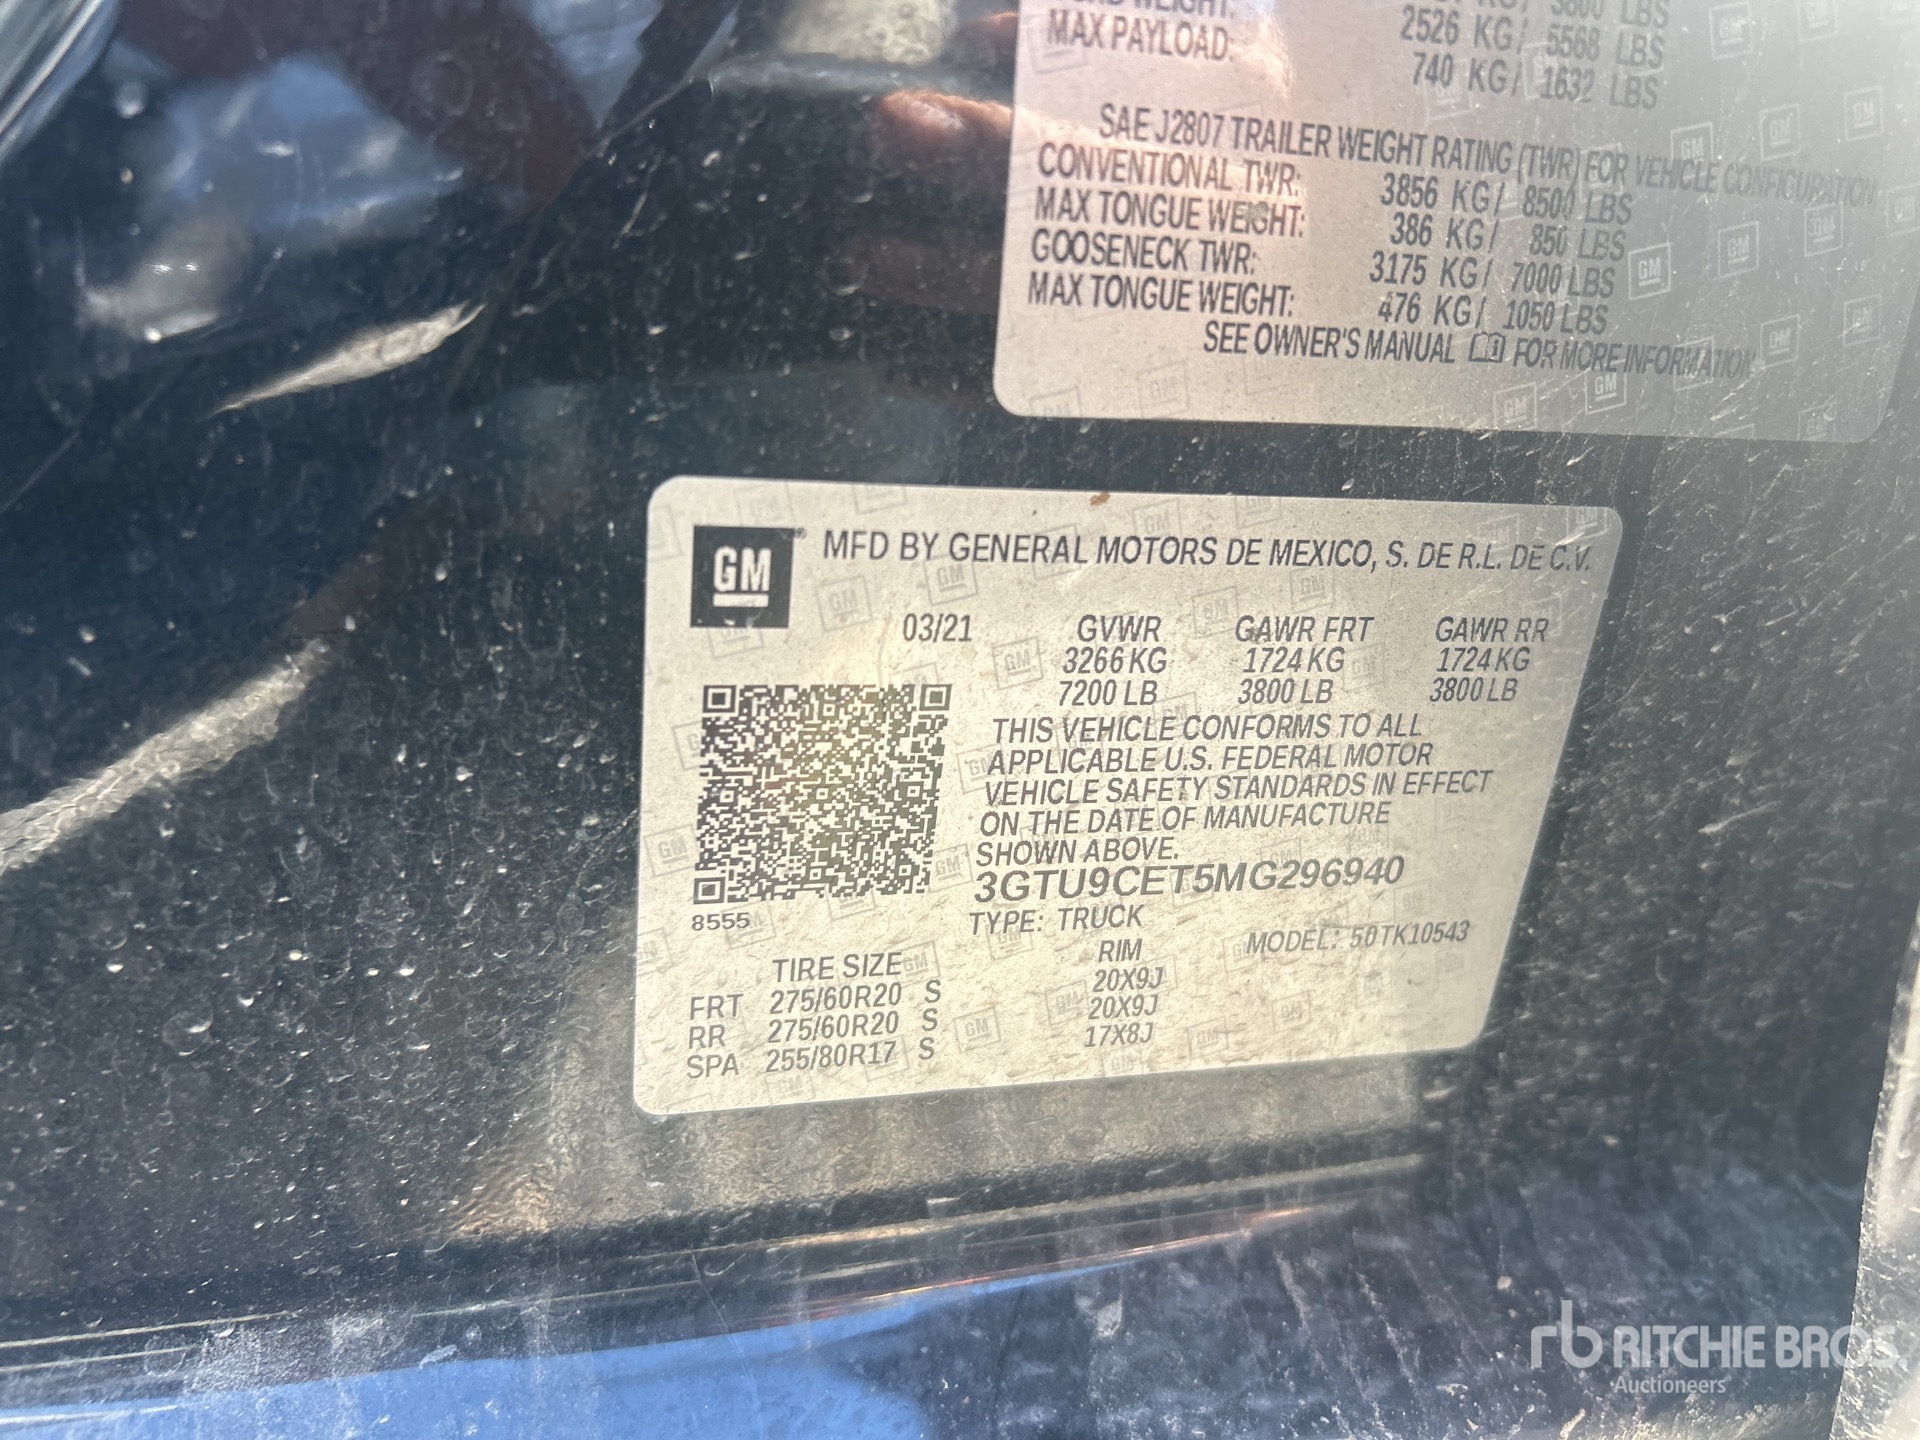 MAX PAYLOAD:
3800 LBS
2526 KG/ 5568 LBS
740 KG/ 1632 LBS
SAE J2807 TRAILER WEIGHT RATING (TWR) FOR VEHICLE CONFIGURATION
CONVENTIONAL TWR: 3856 KG/ 8500 LBS
MAX TONGUE WEIGHT: 386 KG/ 850 LBS
GOOSENECK TWR: 3175 KG/ 7000 LBS
MAX TONGUE WEIGHT: 476 KG/ 1050 LBS
SEE OWNER'S MANUAL FOR MORE INFORMATION
GM® MFD BY GENERAL MOTORS DE MEXICO, S. DE R.L. DE C.V.
03/21 GVWR GAWR FRT GAWR RR
3266 KG 1724 KG 1724 KG
7200 LB 3800 LB 3800 LB
THIS VEHICLE CONFORMS TO ALL
APPLICABLE U.S. FEDERAL MOTOR
VEHICLE SAFETY STANDARDS IN EFFECT
ON THE DATE OF MANUFACTURE
SHOWN ABOVE.
3GTU9CET5MG296940
8555 TYPE: TRUCK
MODEL: 50TK10543
TIRE SIZE RIM
FRT 275/60R20 S 20X9J
RR 275/60R20 S 20X9J
SPA 255/80R17 S 17X8J
rb RITCHIE BROS.
Auctioneers